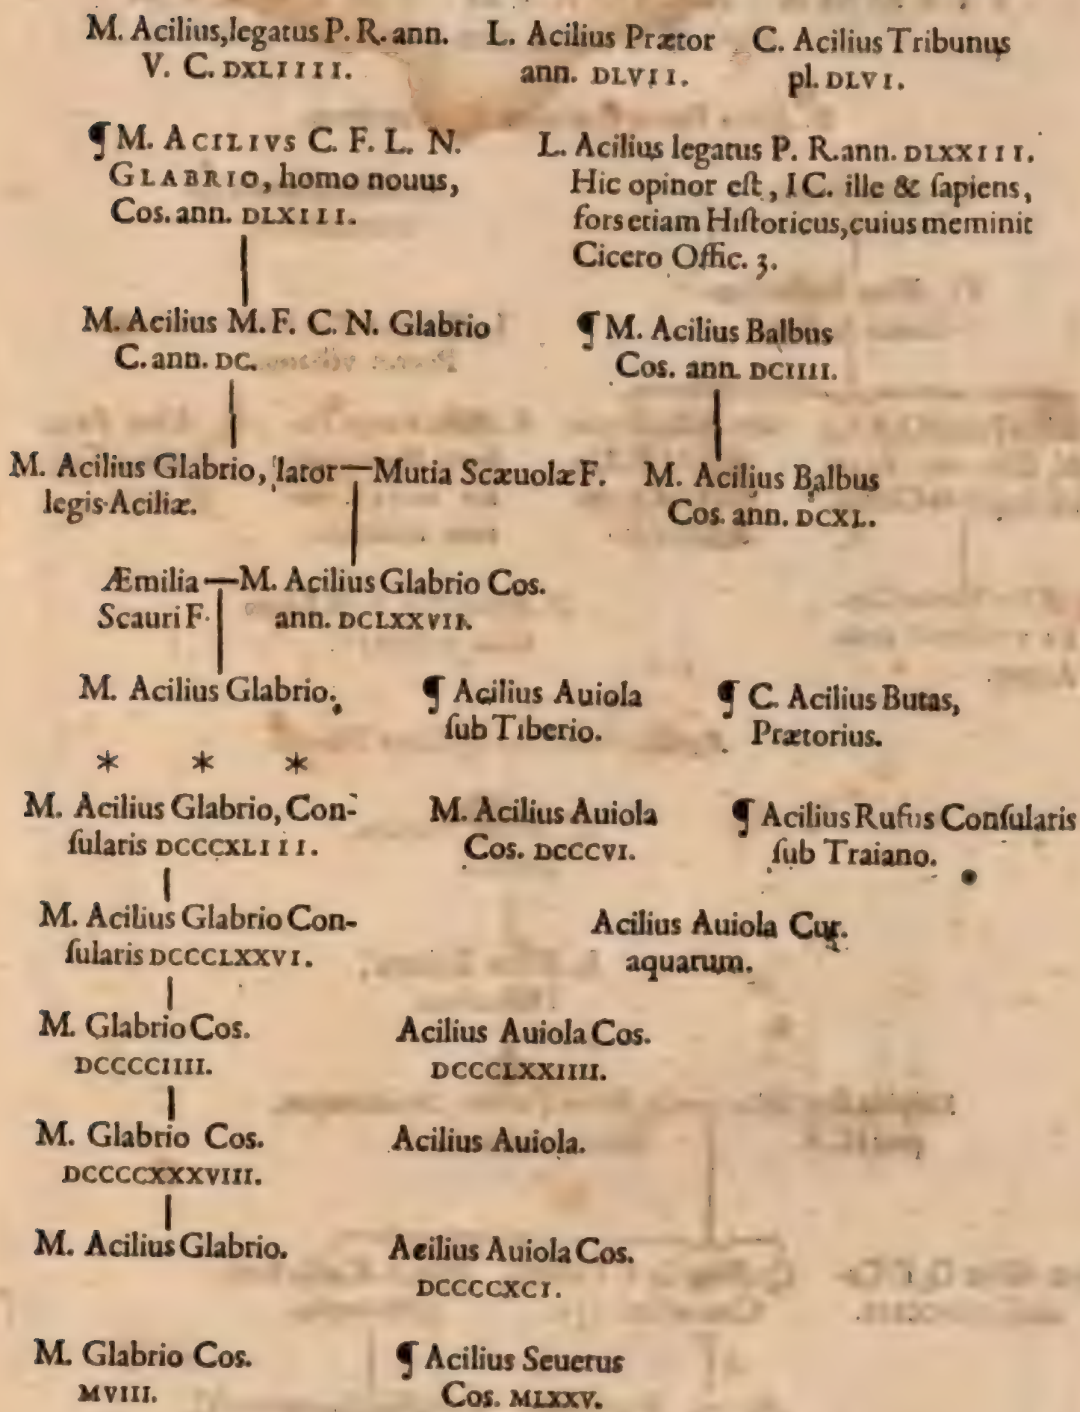 M. Acilius, legatus P. R. ann.
V. C. DXLIIII.
L. Acilius Prætor
ann. DLVII.
C. Acilius Tribunus
pl. DLVI.
¶ M. ACILIVS C. F. L. N.
GLABRIO, homo nouus,
Cos. ann. DLXIII.
L. Acilius legatus P. R. ann. DLXXIII.
Hic opinor eſt, IC. ille & ſapiens,
fors etiam Hiſtoricus, cuius meminit
Cicero Offic. 3.
M. Acilius M. F. C. N. Glabrio
C. ann. DC.
¶ M. Acilius Balbus
Cos. ann. DCIIII.
M. Acilius Glabrio, lator — Mutia Scæuolæ F.
legis Aciliæ.
M. Acilius Balbus
Cos. ann. DCXL.
Æmilia — M. Acilius Glabrio Cos.
Scauri F. ann. DCLXXVII.
M. Acilius Glabrio.
¶ Acilius Auiola
ſub Tiberio.
¶ C. Acilius Butas,
Prætorius.
* * *
M. Acilius Glabrio, Con-
ſularis DCCCXLIII.
M. Acilius Auiola
Cos. DCCCVI.
¶ Acilius Rufus Conſularis
ſub Traiano.
M. Acilius Glabrio Con-
ſularis DCCCLXXVI.
Acilius Auiola Cur.
aquarum.
M. Glabrio Cos.
DCCCCIIII.
Acilius Auiola Cos.
DCCCLXXIIII.
M. Glabrio Cos.
DCCCCXXXVIII.
Acilius Auiola.
M. Acilius Glabrio.
Acilius Auiola Cos.
DCCCCXCI.
M. Glabrio Cos.
MVIII.
¶ Acilius Seuerus
Cos. MLXXV.